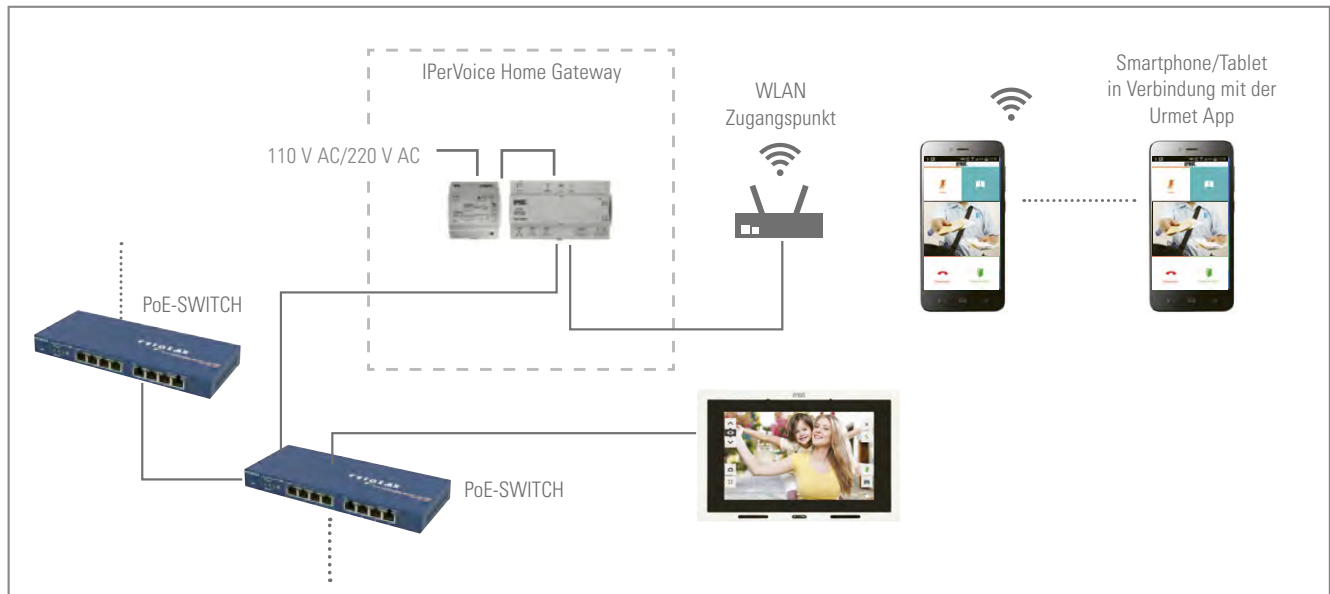 IPerVoice Home Gateway
110 V AC/220 V AC
WLAN
Zugangspunkt
Smartphone/Tablet
in Verbindung mit der
Urmet App
PoE-SWITCH
PoE-SWITCH